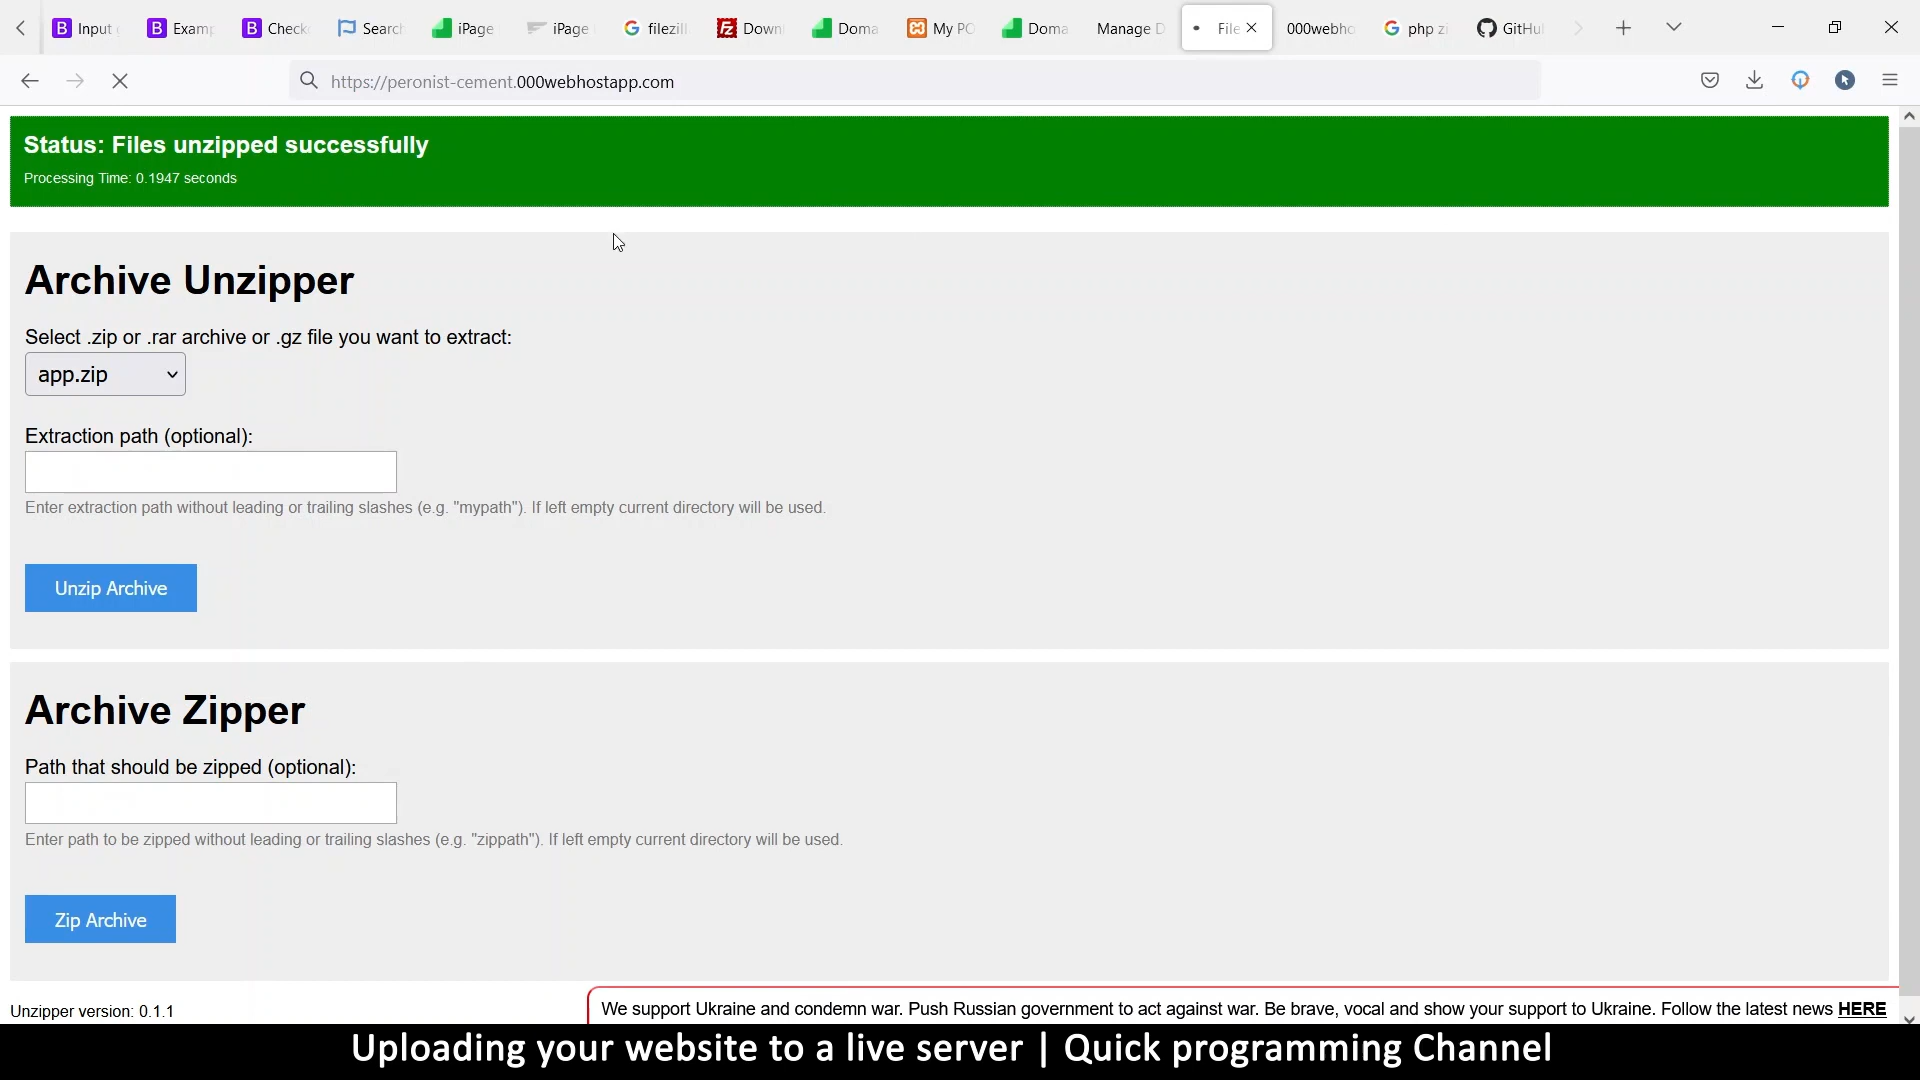 Input
Examp
Check
Search
iPage
iPage
filezill
Down
Doma
My PO
Doma
Manage D
File
000webho
php zi
GitHu
https://peronist-cement.000webhostapp.com
Status: Files unzipped successfully
Processing Time: 0.1947 seconds
Archive Unzipper
Select .zip or .rar archive or .gz file you want to extract:
app.zip
Extraction path (optional):
Enter extraction path without leading or trailing slashes (e.g. "mypath"). If left empty current directory will be used.
Unzip Archive
Archive Zipper
Path that should be zipped (optional):
Enter path to be zipped without leading or trailing slashes (e.g. "zippath"). If left empty current directory will be used.
Zip Archive
Unzipper version: 0.1.1
We support Ukraine and condemn war. Push Russian government to act against war. Be brave, vocal and show your support to Ukraine. Follow the latest news HERE
Uploading your website to a live server | Quick programming Channel